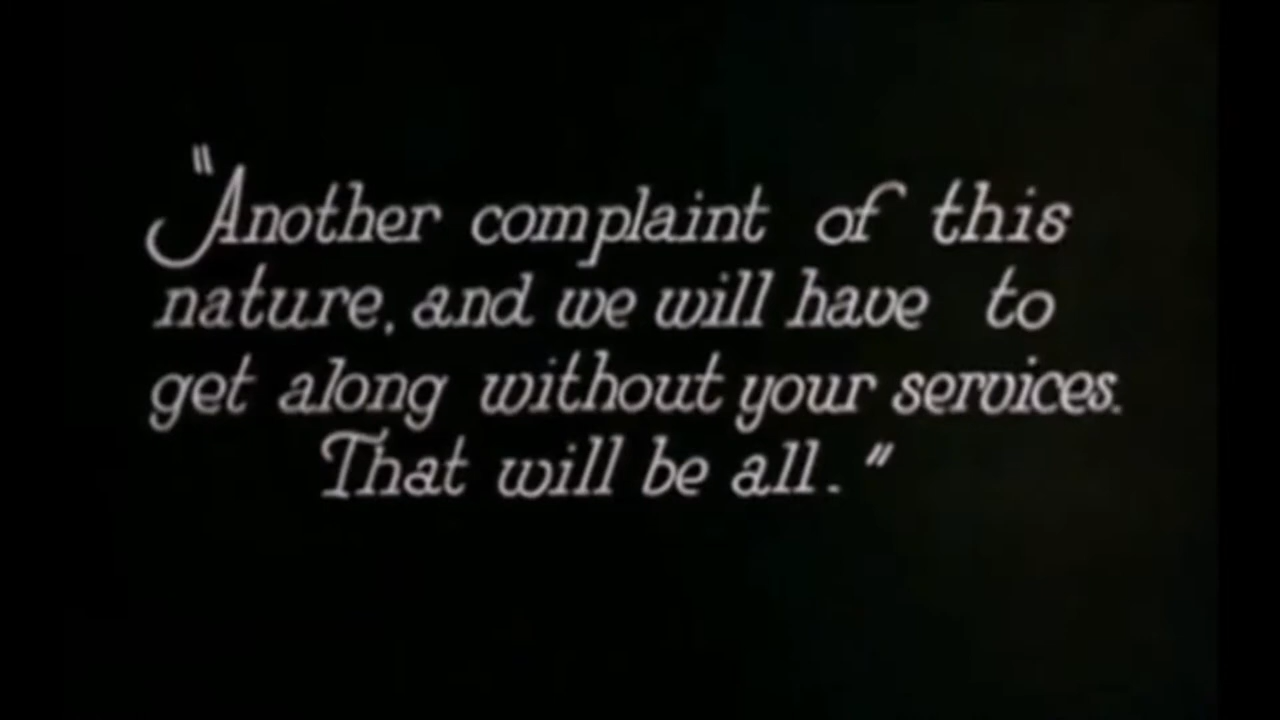 "Another complaint of this
nature, and we will have to
get along without your services.
That will be all."